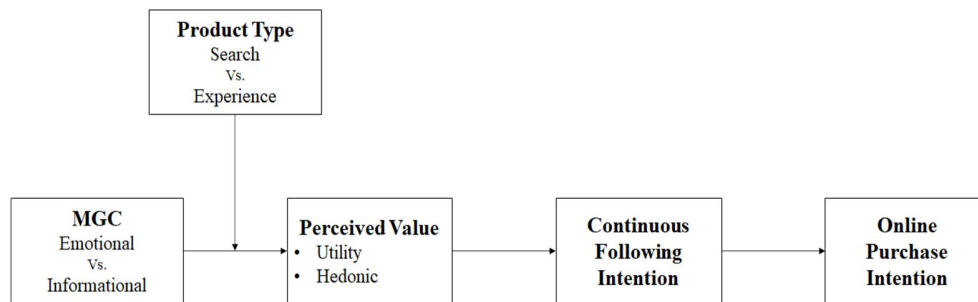 Product Type
Search
Vs.
Experience
MGC
Emotional
Vs.
Informational
Perceived Value
• Utility
• Hedonic
Continuous
Following
Intention
Online
Purchase
Intention